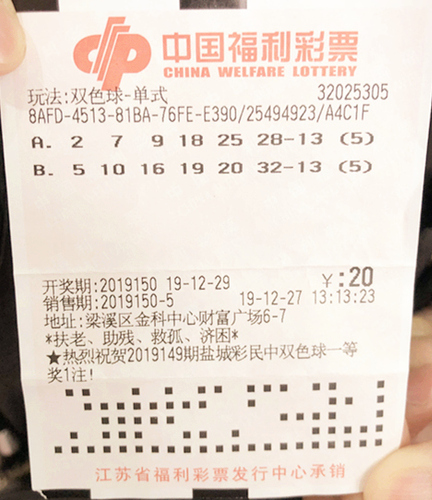 中国福利彩票
CHINA WELFARE LOTTERY
玩法:双色球-单式 32025305
8AFD-4513-81BA-76FE-E390/25494923/A4C1F
A. 2 7 9 18 25 28-13 (5)
B. 5 10 16 19 20 32-13 (5)
开奖期:2019150 19-12-29 ￥:20
销售期:2019150-5 19-12-27 13:13:23
地址:梁溪区金科中心财富广场6-7
*扶老、助残、救孤、济困*
★热烈祝贺2019149期盐城彩民中双色球一等
奖1注!
江苏省福利彩票发行中心承销